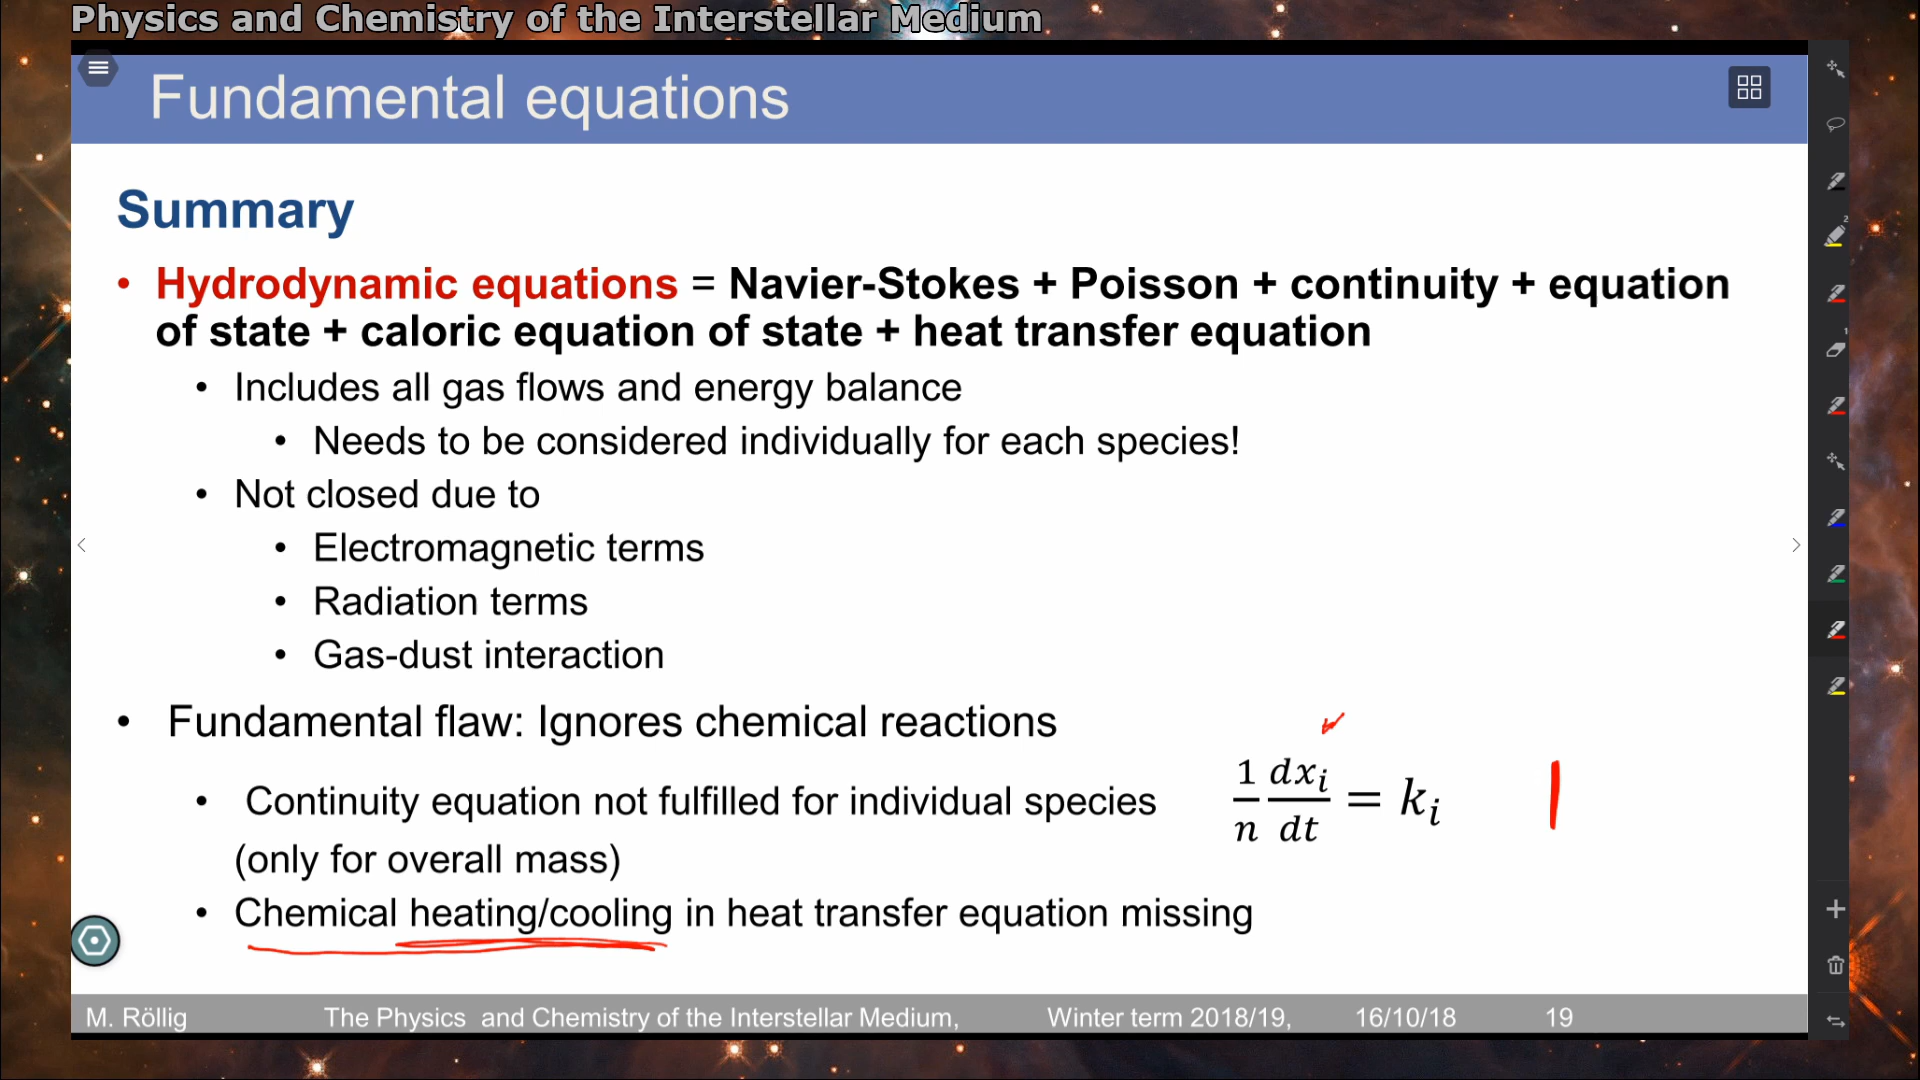 Physics and Chemistry of the Interstellar Medium
Fundamental equations
Summary
• Hydrodynamic equations = Navier-Stokes + Poisson + continuity + equation
of state + caloric equation of state + heat transfer equation
• Includes all gas flows and energy balance
• Needs to be considered individually for each species!
• Not closed due to
• Electromagnetic terms
• Radiation terms
• Gas-dust interaction
• Fundamental flaw: Ignores chemical reactions
• Continuity equation not fulfilled for individual species
(only for overall mass)
1/n dx_i/dt = k_i
• Chemical heating/cooling in heat transfer equation missing
M. Röllig The Physics and Chemistry of the Interstellar Medium, Winter term 2018/19, 16/10/18 19
2
1